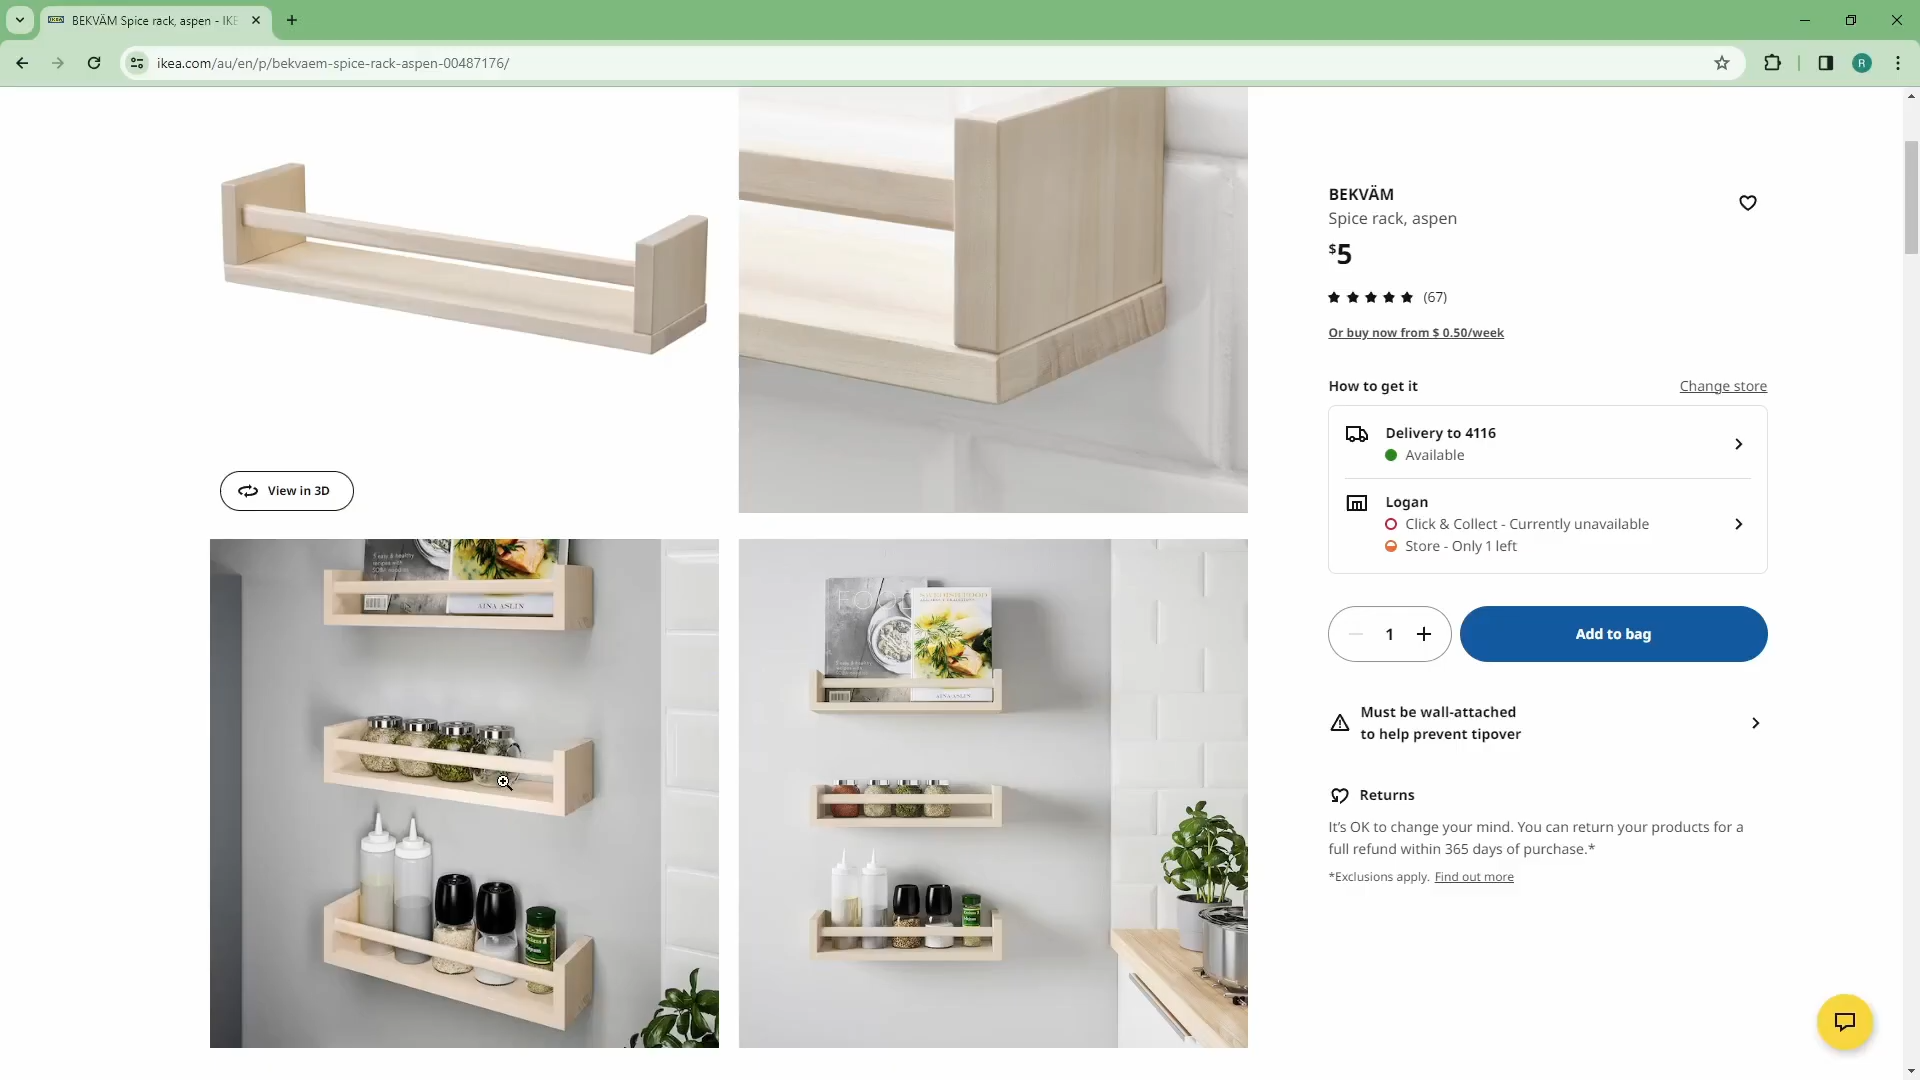 BEKVÄM Spice rack, aspen - IKE
ikea.com/au/en/p/bekvaem-spice-rack-aspen-00487176/
R
BEKVÄM
Spice rack, aspen
$5
(67)
Or buy now from $ 0.50/week
How to get it
Change store
Delivery to 4116
Available
Logan
Click & Collect - Currently unavailable
Store - Only 1 left
1
Add to bag
Must be wall-attached
to help prevent tipover
Returns
It’s OK to change your mind. You can return your products for a
full refund within 365 days of purchase.*
*Exclusions apply. Find out more
View in 3D
AINA ASLIN
FOOD